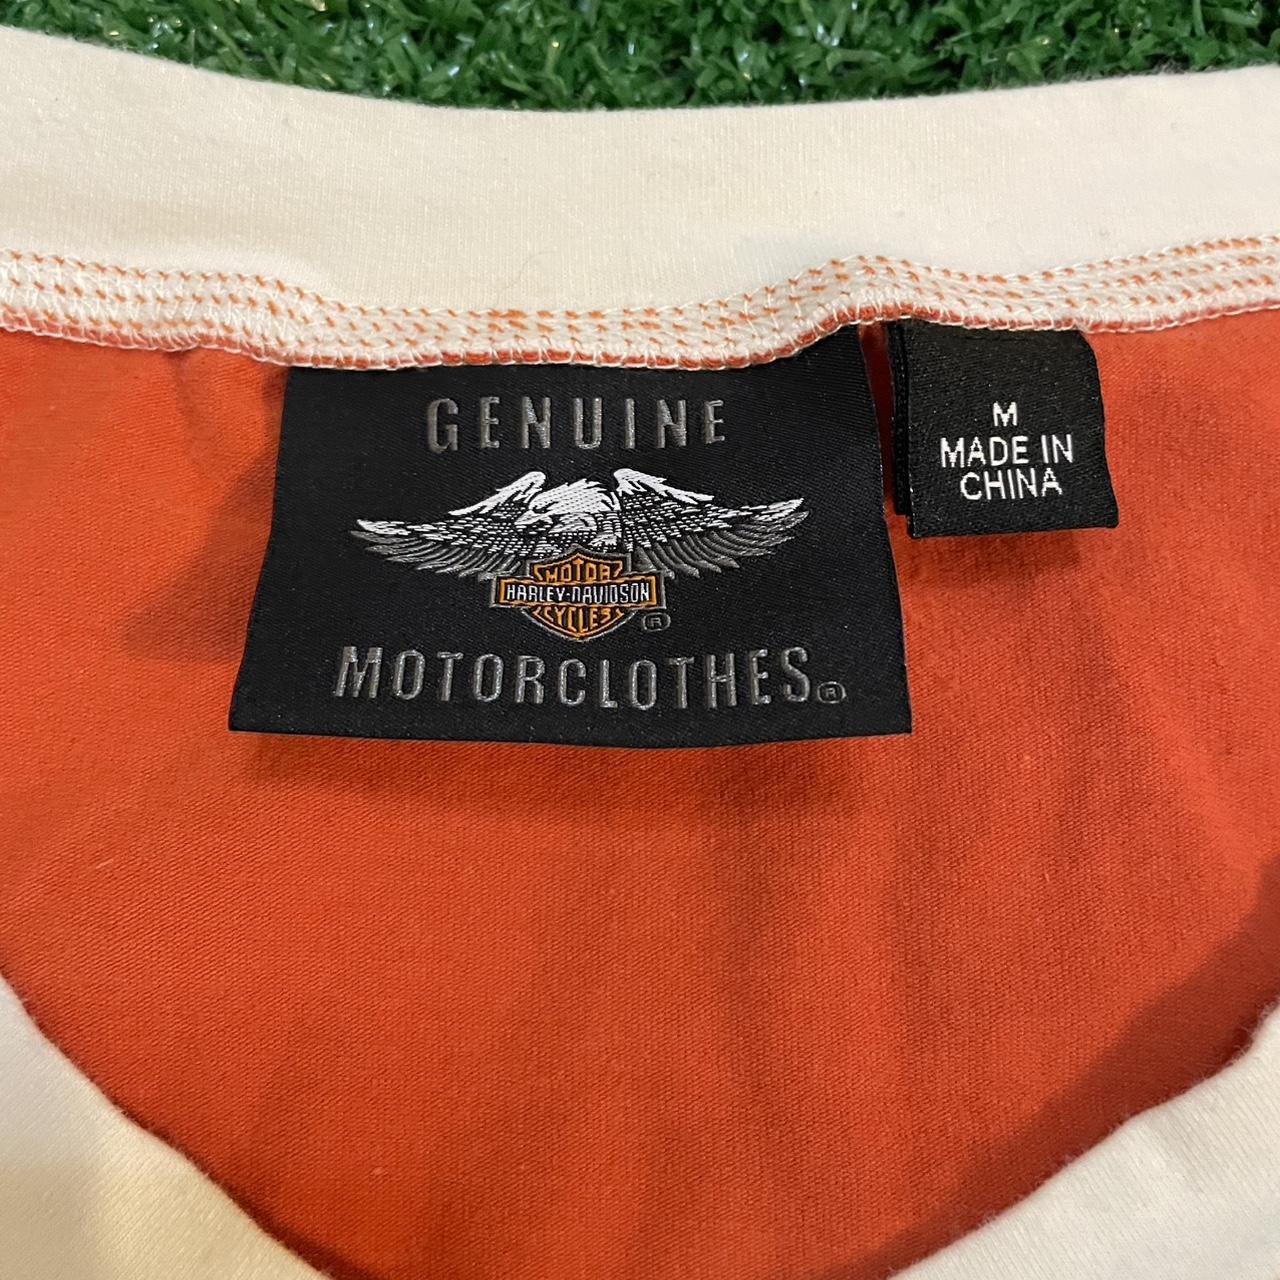 GENUINE
MOTOR
HARLEY-DAVIDSON
CYCLES
®
MOTORCLOTHES®
M
MADE IN
CHINA